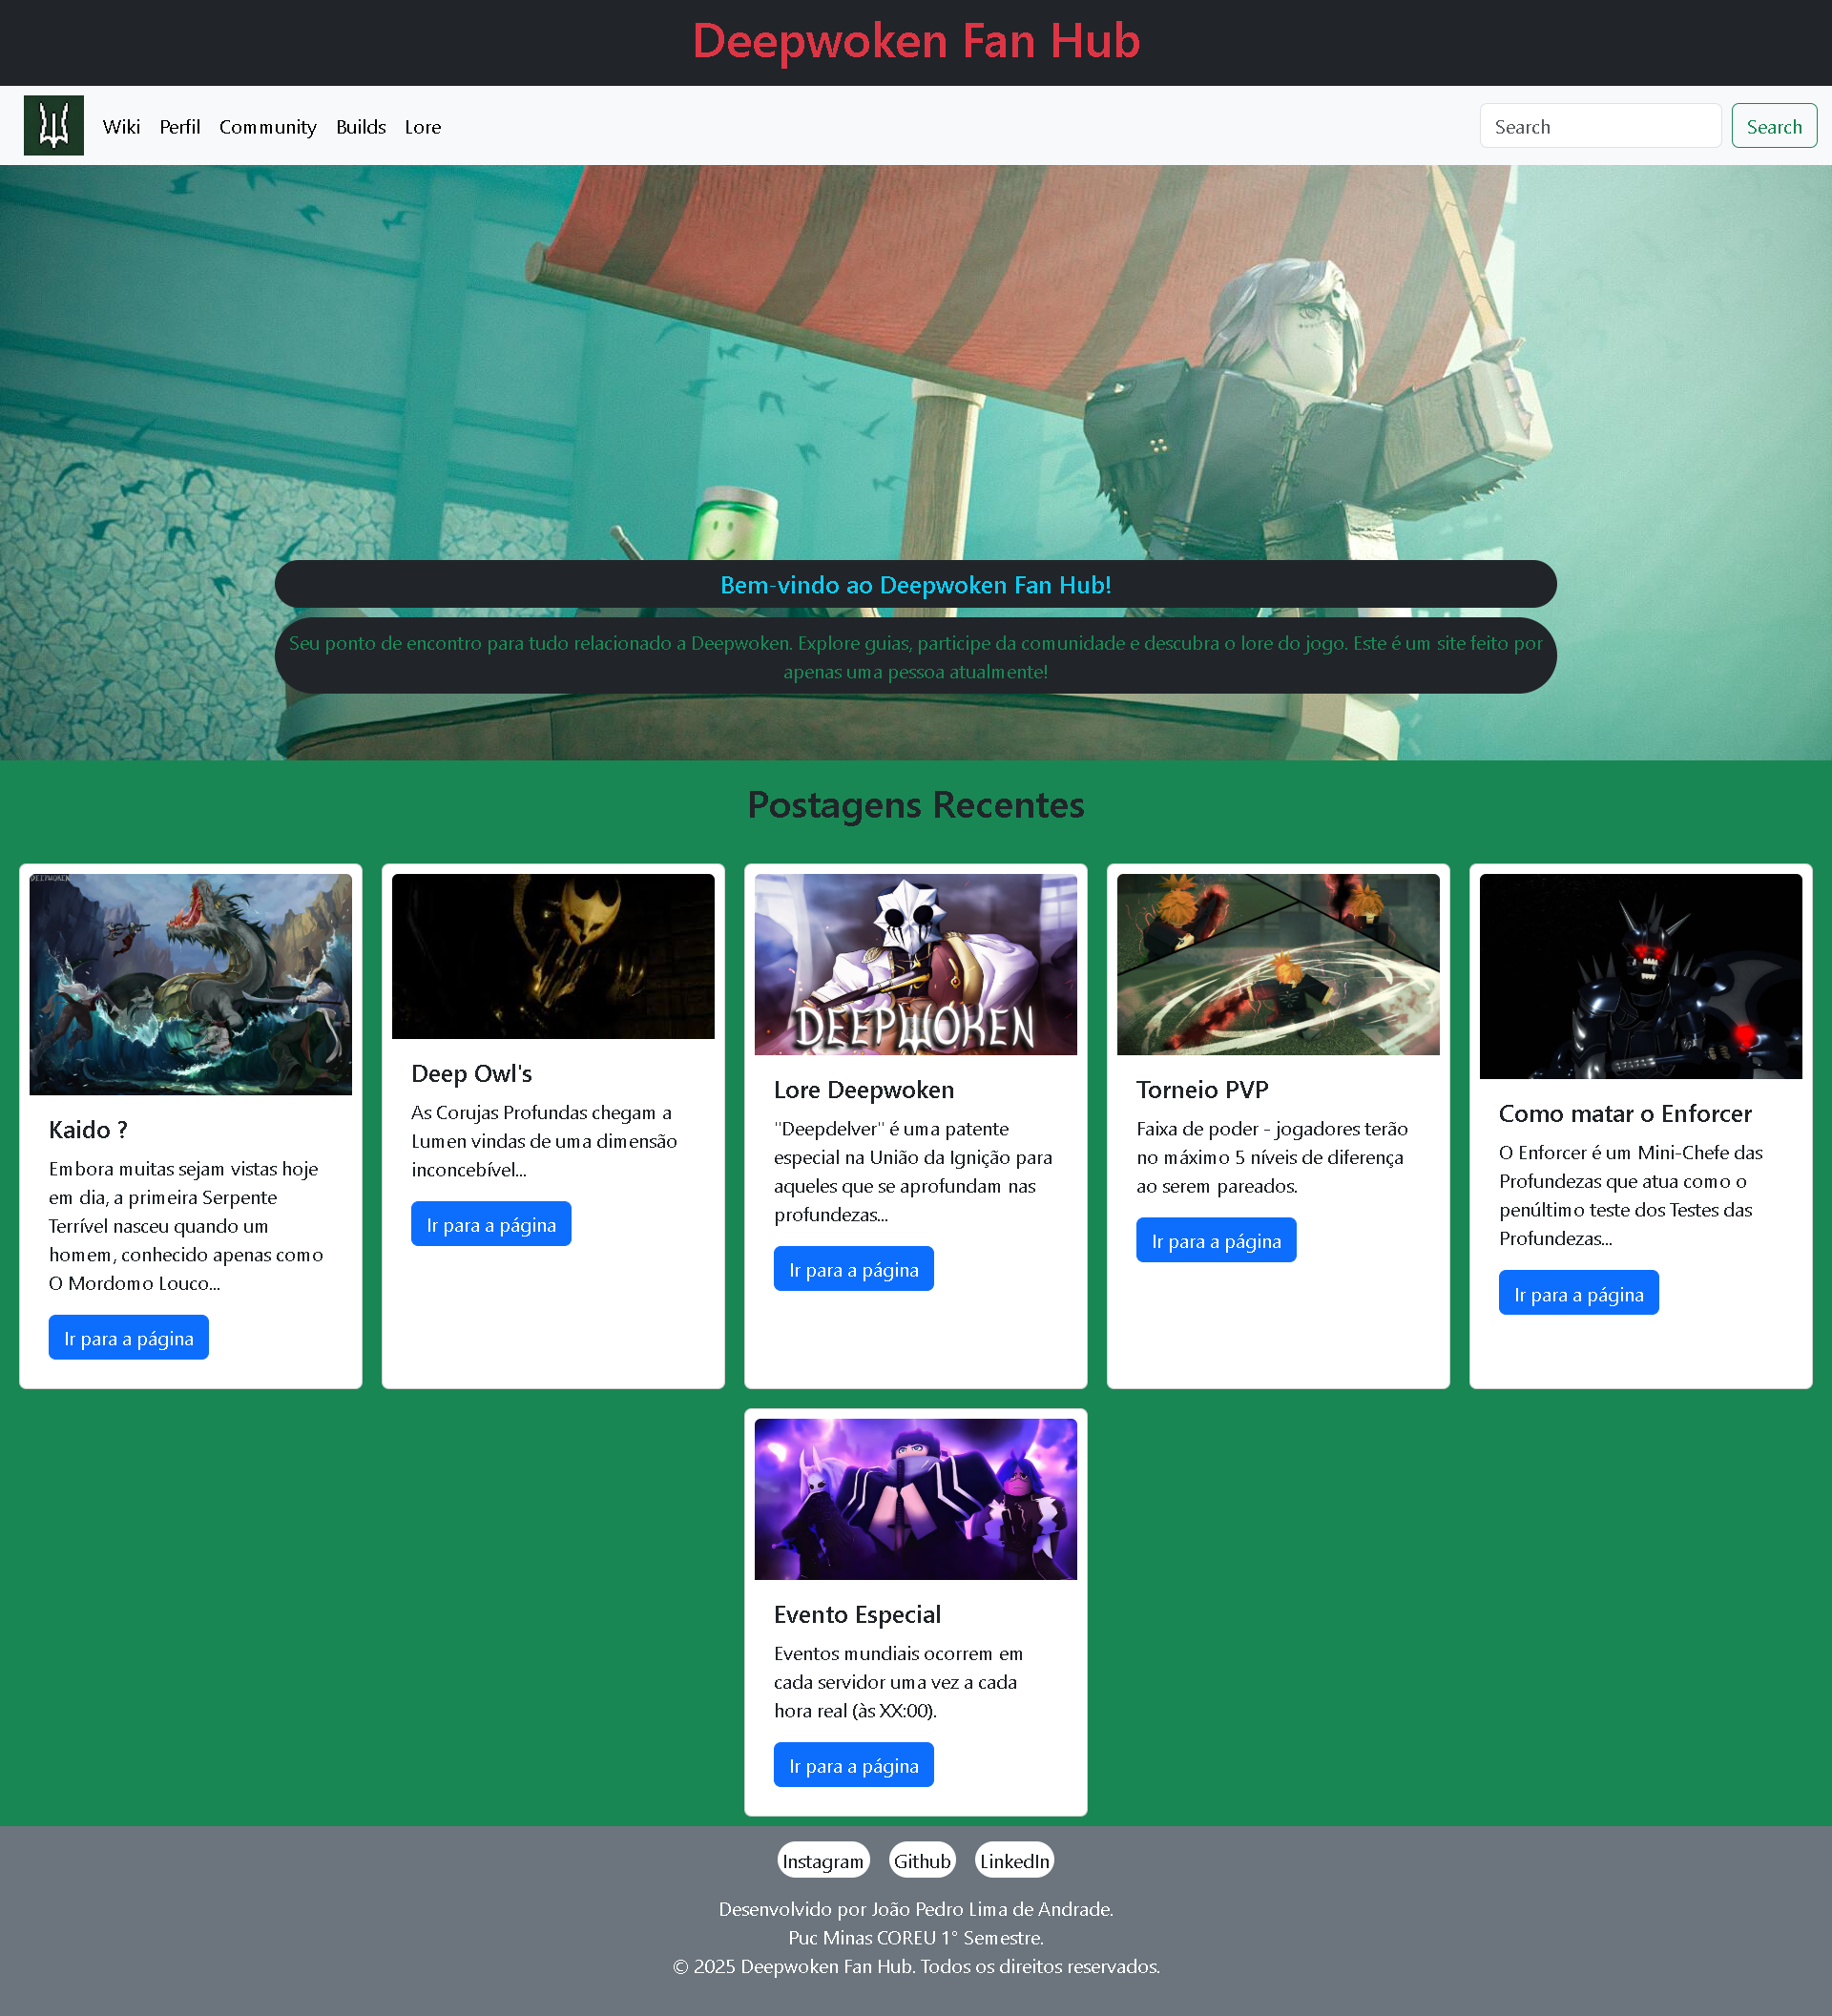 Deepwoken Fan Hub
Wiki
Perfil
Community
Builds
Lore
Search
Search
Bem-vindo ao Deepwoken Fan Hub!
Seu ponto de encontro para tudo relacionado a Deepwoken. Explore guias, participe da comunidade e descubra o lore do jogo. Este é um site feito por
apenas uma pessoa atualmente!
Postagens Recentes
DEEPWOKEN
Kaido ?
Embora muitas sejam vistas hoje
em dia, a primeira Serpente
Terrível nasceu quando um
homem, conhecido apenas como
O Mordomo Louco...
Ir para a página
Deep Owl's
As Corujas Profundas chegam a
Lumen vindas de uma dimensão
inconcebível...
Ir para a página
DEEPWOKEN
Lore Deepwoken
"Deepdelver" é uma patente
especial na União da Ignição para
aqueles que se aprofundam nas
profundezas...
Ir para a página
Torneio PVP
Faixa de poder - jogadores terão
no máximo 5 níveis de diferença
ao serem pareados.
Ir para a página
Como matar o Enforcer
O Enforcer é um Mini-Chefe das
Profundezas que atua como o
penúltimo teste dos Testes das
Profundezas...
Ir para a página
Evento Especial
Eventos mundiais ocorrem em
cada servidor uma vez a cada
hora real (às XX:00).
Ir para a página
Instagram
Github
LinkedIn
Desenvolvido por João Pedro Lima de Andrade.
Puc Minas COREU 1° Semestre.
© 2025 Deepwoken Fan Hub. Todos os direitos reservados.